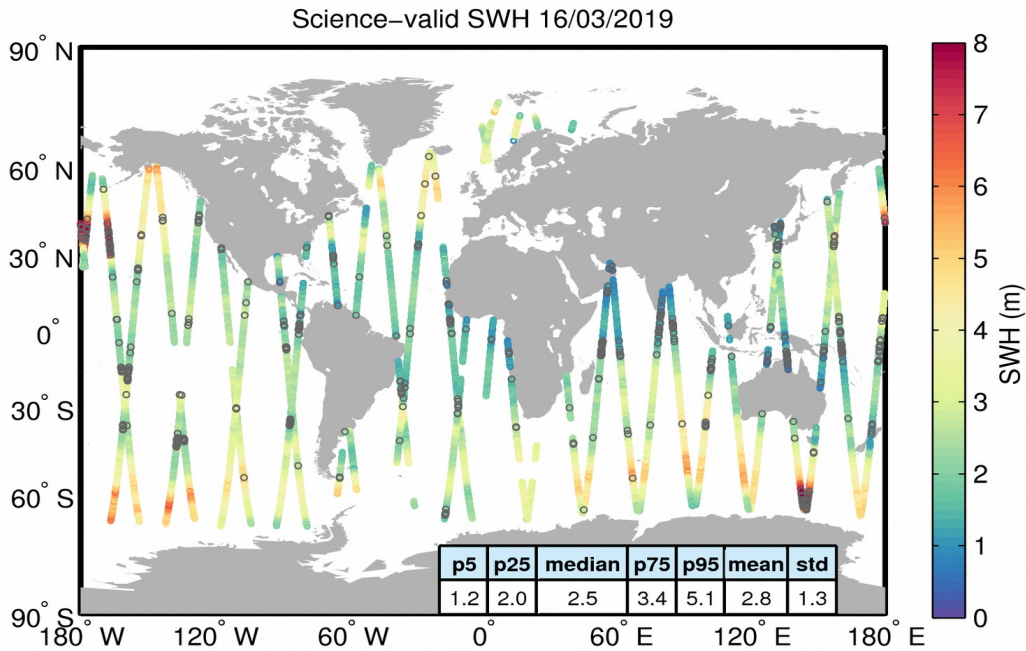 Science−valid SWH 16/03/2019
90° N
60° N
30° N
0°
30° S
60° S
90° S
180° W
120° W
60° W
0°
60° E
120° E
180° E
p5 p25 median p75 p95 mean std
1.2 2.0 2.5 3.4 5.1 2.8 1.3
8
7
6
5
4
3
2
1
0
SWH (m)